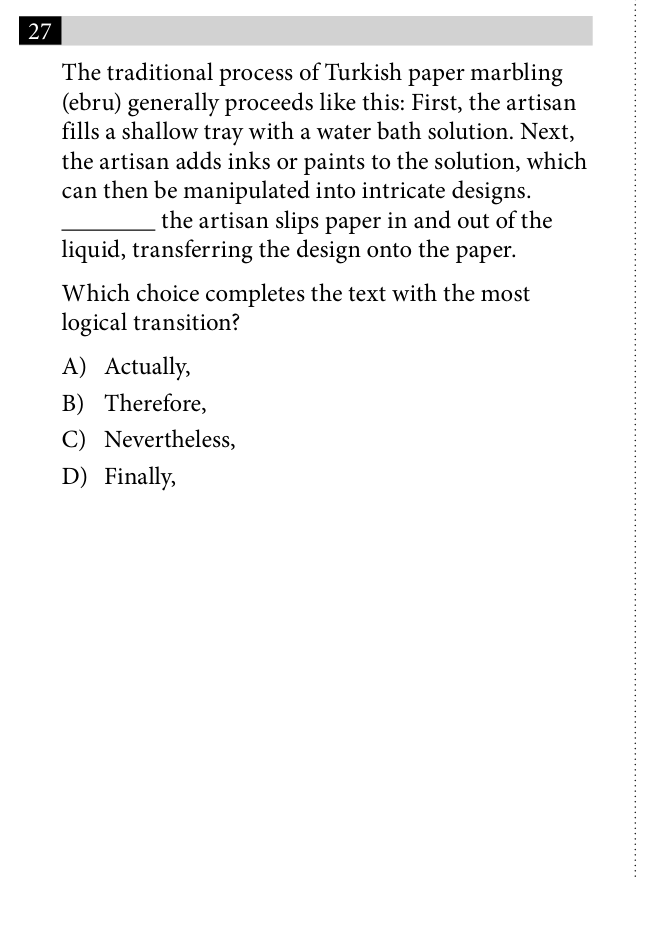 27
The traditional process of Turkish paper marbling
(ebru) generally proceeds like this: First, the artisan
fills a shallow tray with a water bath solution. Next,
the artisan adds inks or paints to the solution, which
can then be manipulated into intricate designs.
________ the artisan slips paper in and out of the
liquid, transferring the design onto the paper.
Which choice completes the text with the most
logical transition?
A) Actually,
B) Therefore,
C) Nevertheless,
D) Finally,